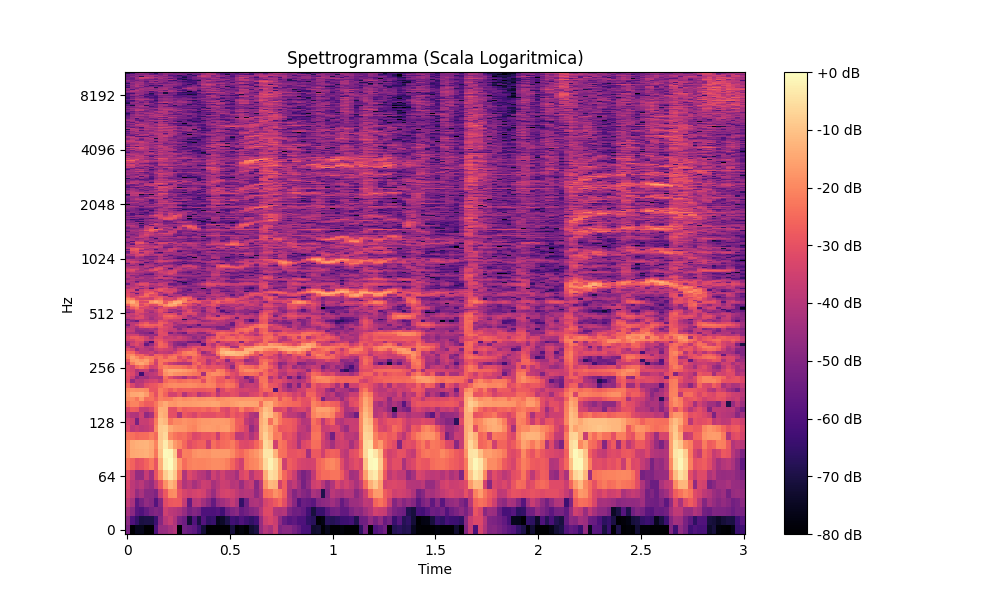 Spettrogramma (Scala Logaritmica)
Hz
8192
4096
2048
1024
512
256
128
64
0
0
0.5
1
1.5
2
2.5
3
Time
+0 dB
-10 dB
-20 dB
-30 dB
-40 dB
-50 dB
-60 dB
-70 dB
-80 dB